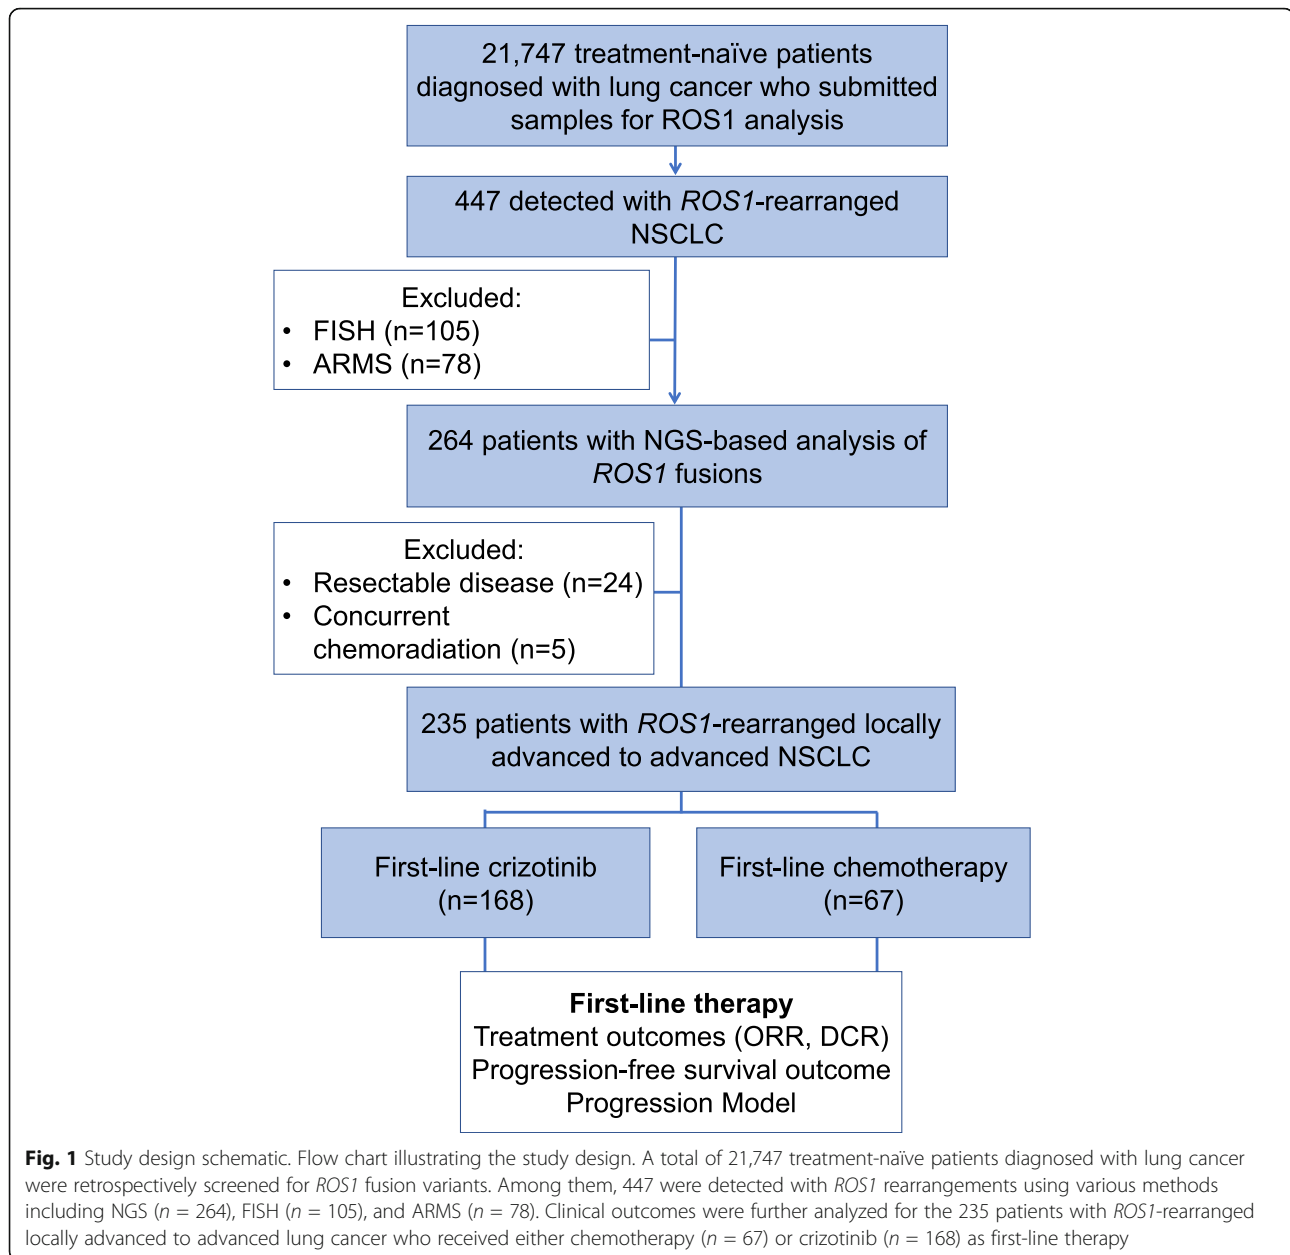 21,747 treatment-naïve patients
diagnosed with lung cancer who submitted
samples for ROS1 analysis
447 detected with ROS1-rearranged
NSCLC
Excluded:
• FISH (n=105)
• ARMS (n=78)
264 patients with NGS-based analysis of
ROS1 fusions
Excluded:
• Resectable disease (n=24)
• Concurrent
chemoradiation (n=5)
235 patients with ROS1-rearranged locally
advanced to advanced NSCLC
First-line crizotinib
(n=168)
First-line chemotherapy
(n=67)
First-line therapy
Treatment outcomes (ORR, DCR)
Progression-free survival outcome
Progression Model
Fig. 1 Study design schematic. Flow chart illustrating the study design. A total of 21,747 treatment-naïve patients diagnosed with lung cancer
were retrospectively screened for ROS1 fusion variants. Among them, 447 were detected with ROS1 rearrangements using various methods
including NGS (n = 264), FISH (n = 105), and ARMS (n = 78). Clinical outcomes were further analyzed for the 235 patients with ROS1-rearranged
locally advanced to advanced lung cancer who received either chemotherapy (n = 67) or crizotinib (n = 168) as first-line therapy